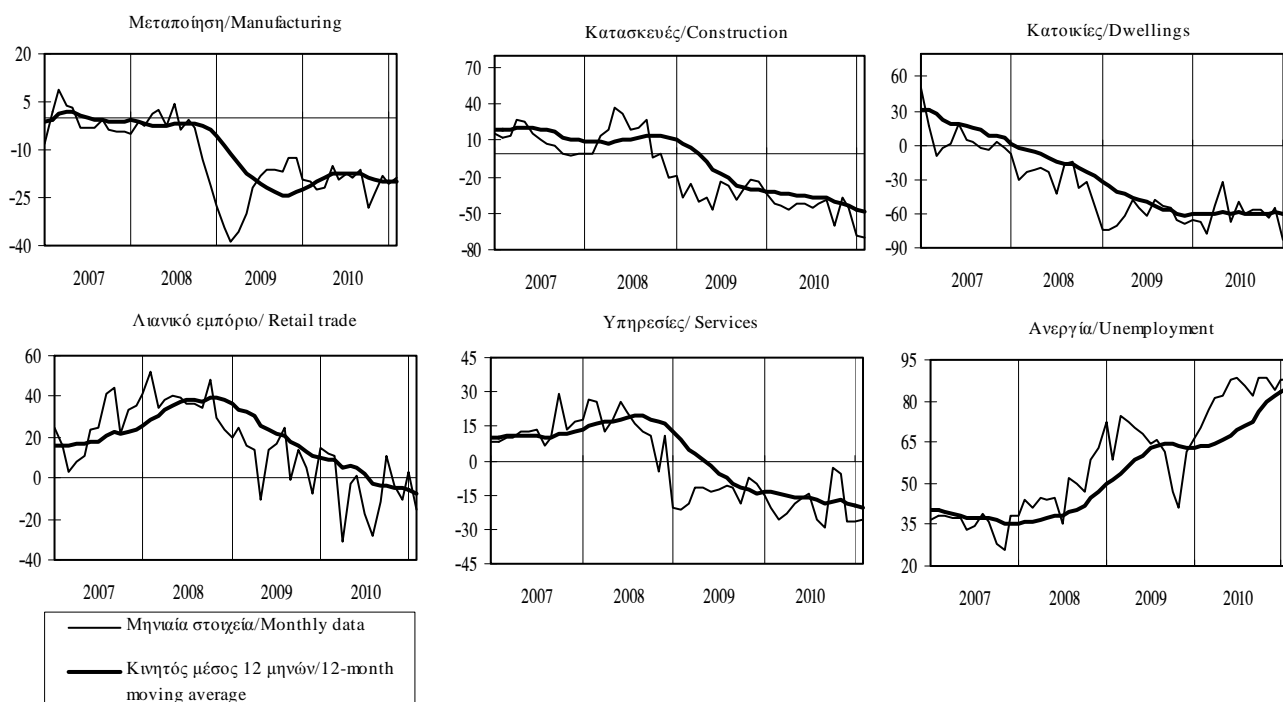 Μεταποίηση/Manufacturing
20
5
-10
-25
-40
2007 2008 2009 2010
Κατασκευές/Construction
70
40
10
-20
-50
-80
2007 2008 2009 2010
Κατοικίες/Dwellings
60
30
0
-30
-60
-90
2007 2008 2009 2010
Λιανικό εμπόριο/ Retail trade
60
40
20
0
-20
-40
2007 2008 2009 2010
Υπηρεσίες/ Services
45
30
15
0
-15
-30
-45
2007 2008 2009 2010
Ανεργία/Unemployment
95
80
65
50
35
20
2007 2008 2009 2010
Μηνιαία στοιχεία/Monthly data
Κινητός μέσος 12 μηνών/12-month
moving average